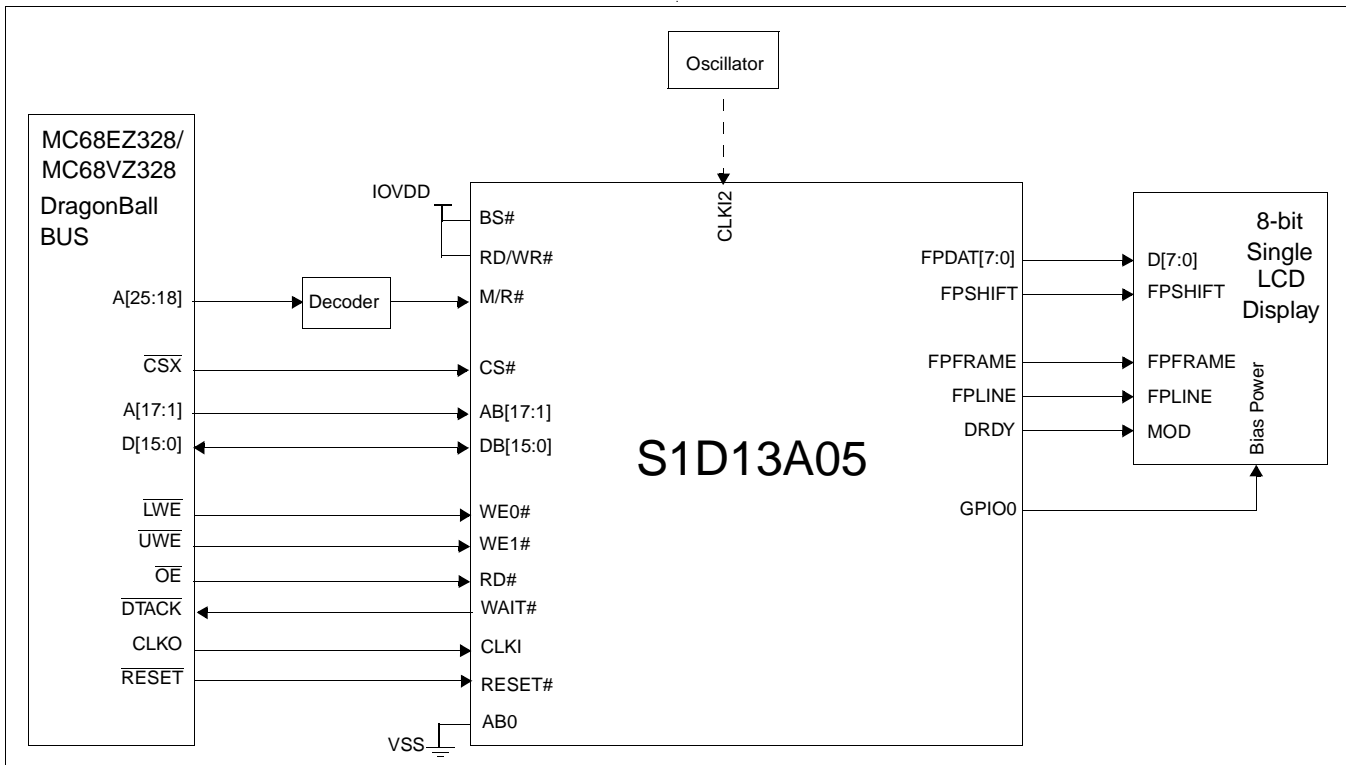 Oscillator
MC68EZ328/
MC68VZ328
DragonBall
BUS
A[25:18]
CSX
A[17:1]
D[15:0]
LWE
UWE
OE
DTACK
CLKO
RESET
Decoder
IOVDD
VSS
CLKI2
BS#
RD/WR#
M/R#
CS#
AB[17:1]
DB[15:0]
WE0#
WE1#
RD#
WAIT#
CLKI
RESET#
AB0
S1D13A05
FPDAT[7:0]
FPSHIFT
FPFRAME
FPLINE
DRDY
GPIO0
8-bit
Single
LCD
Display
D[7:0]
FPSHIFT
FPFRAME
FPLINE
MOD
Bias Power